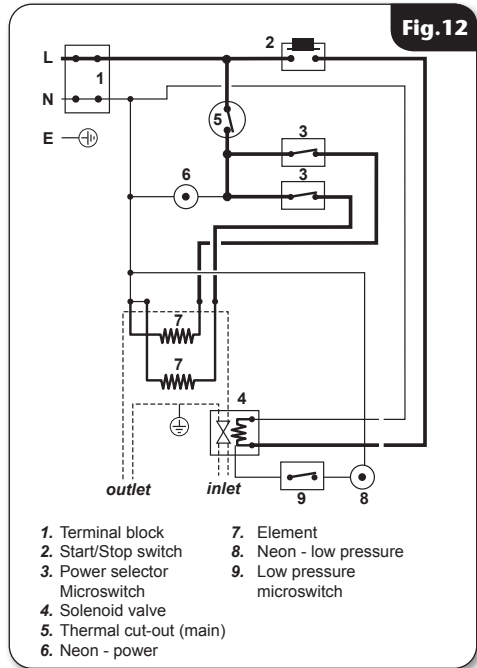 Fig.12
2
L
1
N
5
E
3
6
3
7
7
4
outlet
inlet
9
8
1. Terminal block
2. Start/Stop switch
3. Power selector
Microswitch
4. Solenoid valve
5. Thermal cut-out (main)
6. Neon - power
7. Element
8. Neon - low pressure
9. Low pressure
microswitch